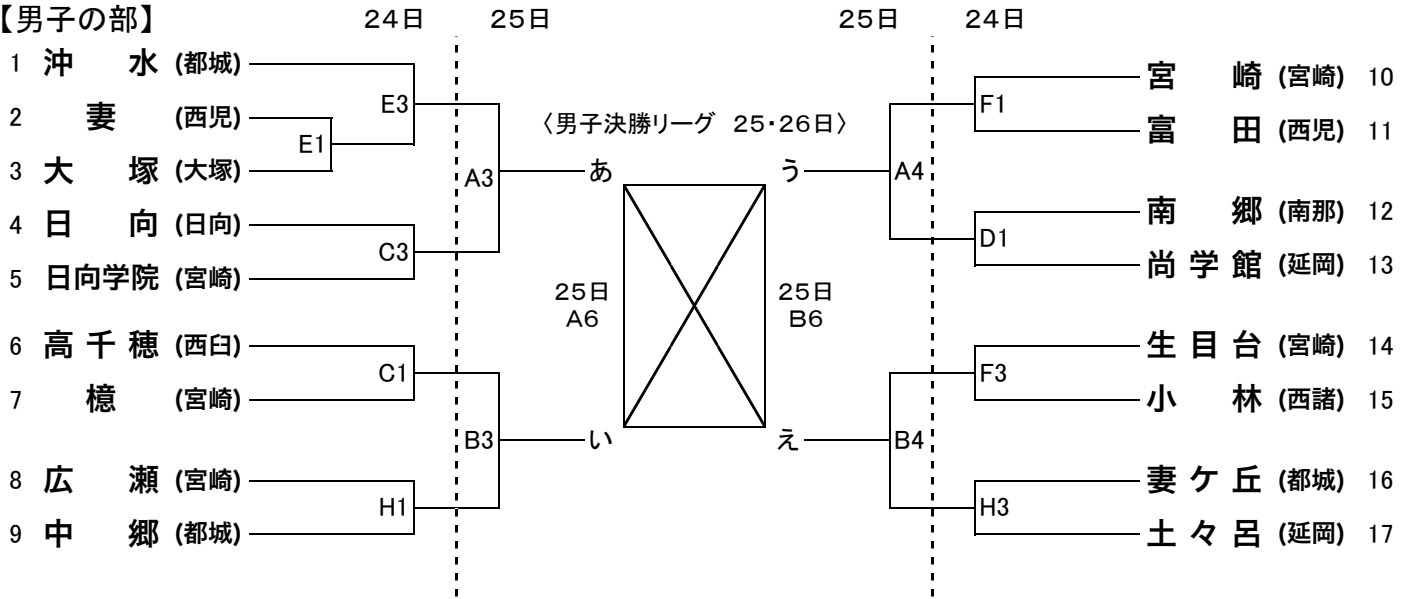 【男子の部】
24日 25日
25日 24日
1 沖 水 (都城)
2 妻 (西児)
3 大 塚 (大塚)
4 日 向 (日向)
5 日向学院 (宮崎)
6 高 千 穂 (西臼)
7 檍 (宮崎)
8 広 瀬 (宮崎)
9 中 郷 (都城)
E1
E3
C3
C1
H1
A3
B3
あ
い
〈男子決勝リーグ 25・26日〉
25日
A6
25日
B6
う
え
A4
B4
F1
D1
F3
H3
宮 崎 (宮崎) 10
富 田 (西児) 11
南 郷 (南那) 12
尚 学 館 (延岡) 13
生 目 台 (宮崎) 14
小 林 (西諸) 15
妻 ケ 丘 (都城) 16
土 々 呂 (延岡) 17